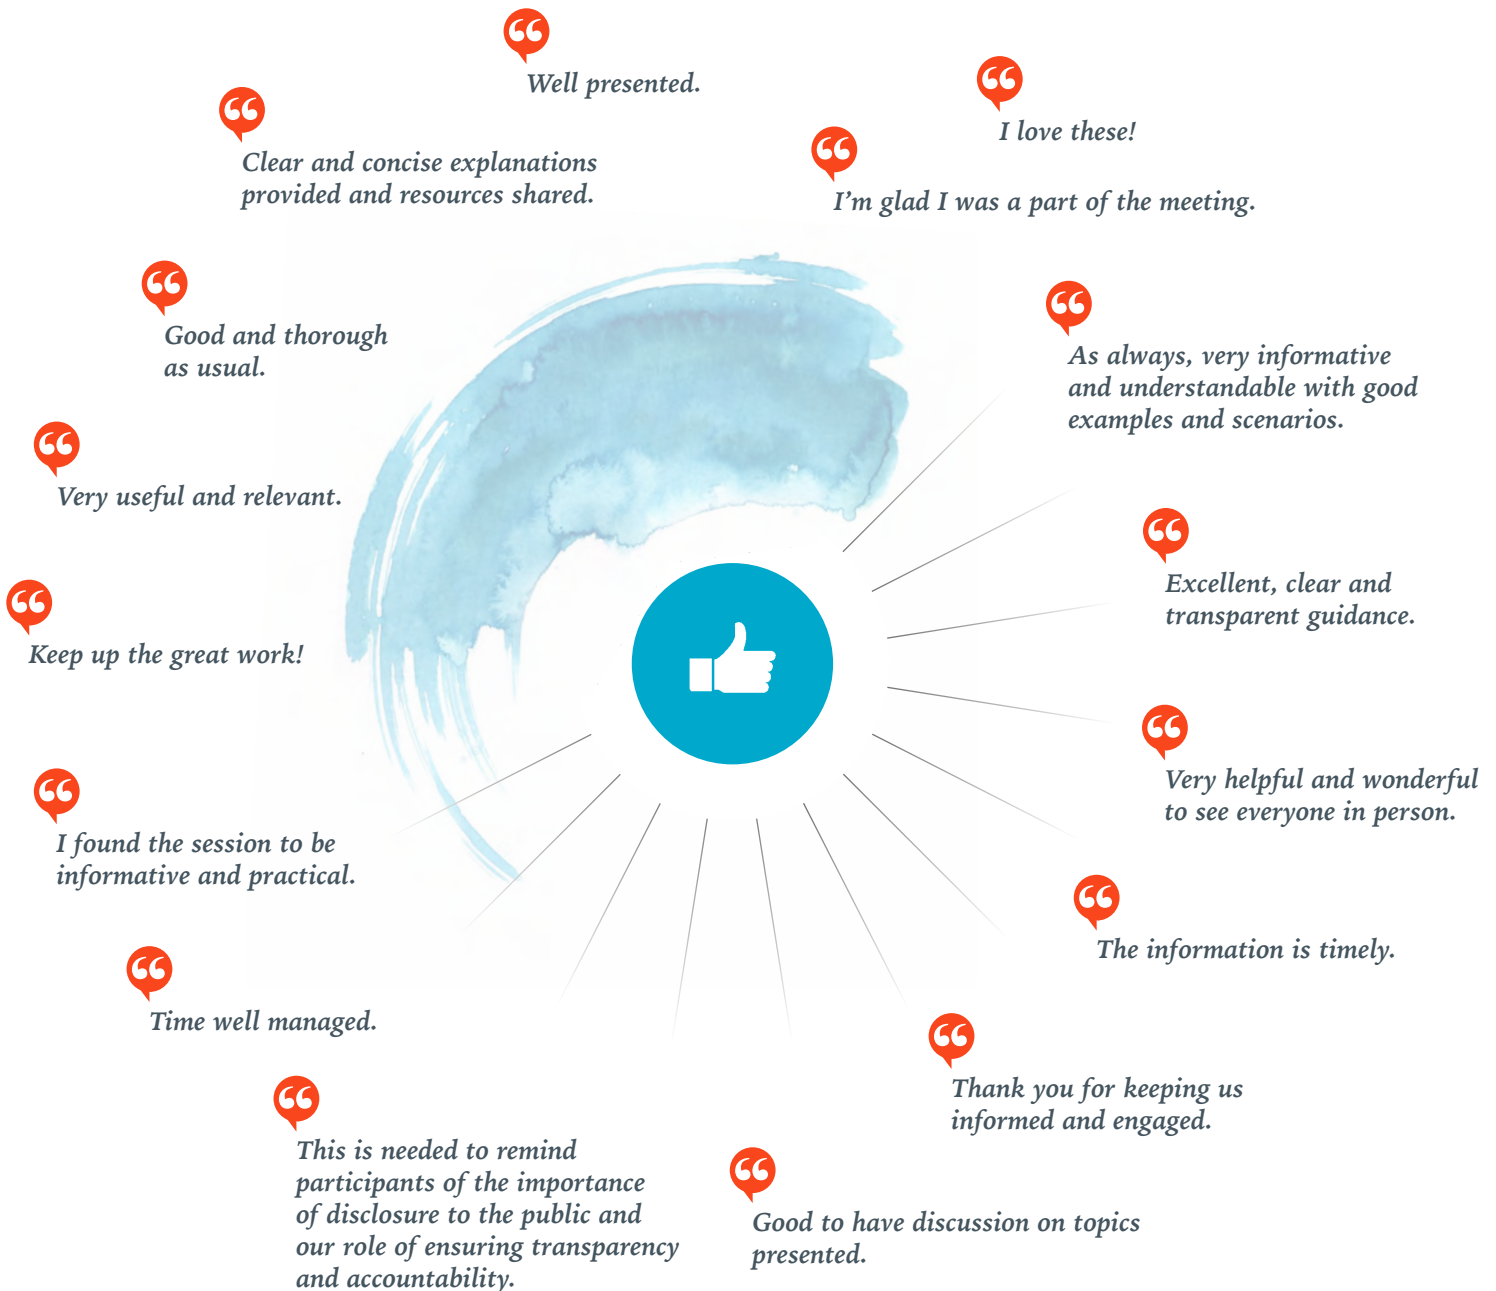 Well presented.
I love these!
Clear and concise explanations
provided and resources shared.
I’m glad I was a part of the meeting.
Good and thorough
as usual.
As always, very informative
and understandable with good
examples and scenarios.
Very useful and relevant.
Excellent, clear and
transparent guidance.
Keep up the great work!
Very helpful and wonderful
to see everyone in person.
I found the session to be
informative and practical.
The information is timely.
Time well managed.
Thank you for keeping us
informed and engaged.
This is needed to remind
participants of the importance
of disclosure to the public and
our role of ensuring transparency
and accountability.
Good to have discussion on topics
presented.